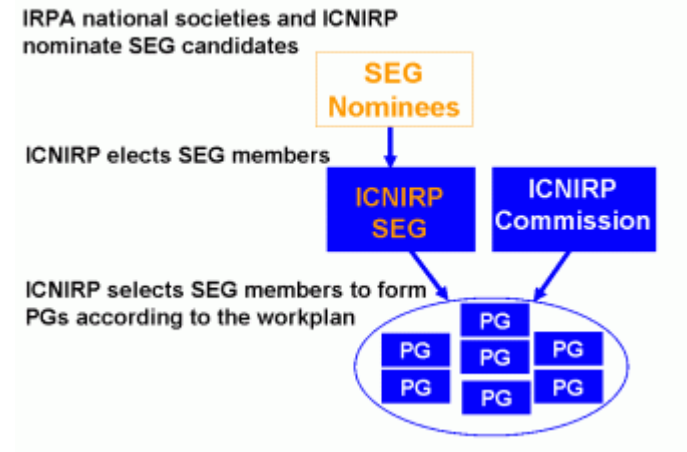 IRPA national societies and ICNIRP
nominate SEG candidates
SEG
Nominees
ICNIRP elects SEG members
ICNIRP
SEG
ICNIRP
Commission
ICNIRP selects SEG members to form
PGs according to the workplan
PG
PG
PG
PG
PG
PG
PG